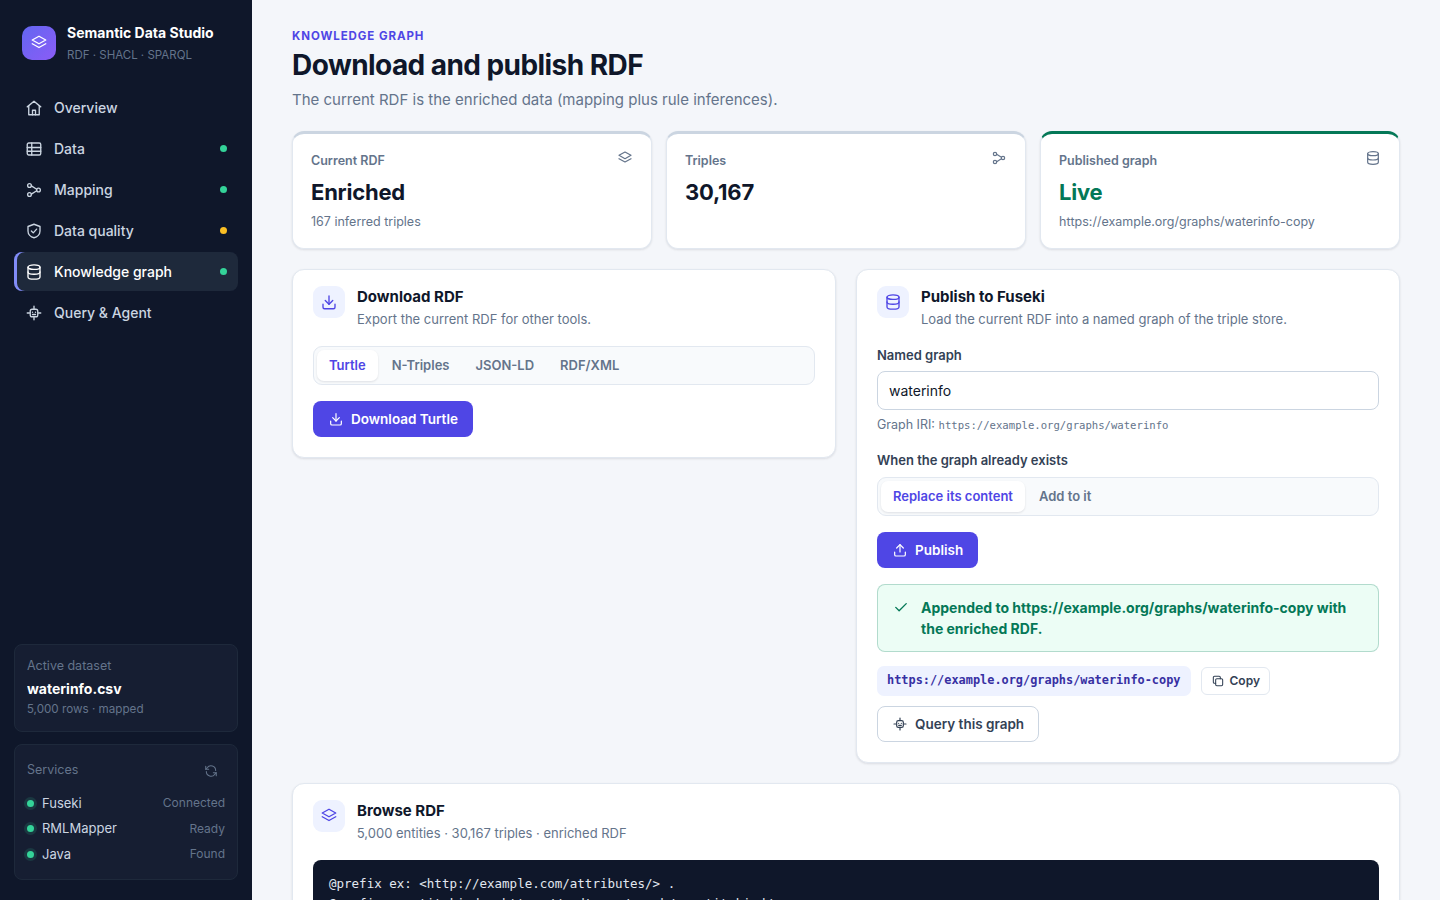 Semantic Data Studio
RDF · SHACL · SPARQL
Overview
Data
Mapping
Data quality
Knowledge graph
Query & Agent
Active dataset
waterinfo.csv
5,000 rows · mapped
Services
Fuseki Connected
RMLMapper Ready
Java Found
KNOWLEDGE GRAPH
Download and publish RDF
The current RDF is the enriched data (mapping plus rule inferences).
Current RDF
Enriched
167 inferred triples
Triples
30,167
Published graph
Live
https://example.org/graphs/waterinfo-copy
Download RDF
Export the current RDF for other tools.
Turtle N-Triples JSON-LD RDF/XML
Download Turtle
Publish to Fuseki
Load the current RDF into a named graph of the triple store.
Named graph
waterinfo
Graph IRI: https://example.org/graphs/waterinfo
When the graph already exists
Replace its content Add to it
Publish
Appended to https://example.org/graphs/waterinfo-copy with
the enriched RDF.
https://example.org/graphs/waterinfo-copy Copy
Query this graph
Browse RDF
5,000 entities · 30,167 triples · enriched RDF
@prefix ex: <http://example.com/attributes/> .